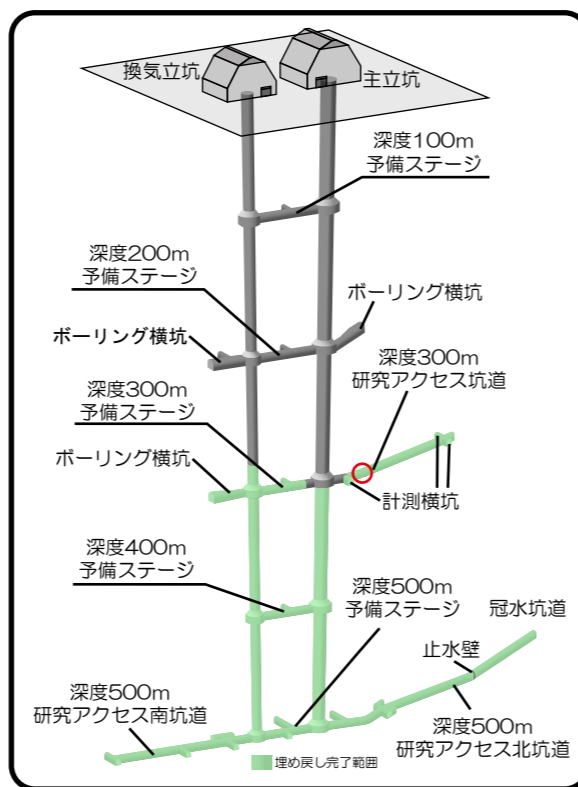 換気立坑
主立坑
深度100m
予備ステージ
深度200m
予備ステージ
ボーリング横坑
ボーリング横坑
深度300m
研究アクセス坑道
深度300m
予備ステージ
ボーリング横坑
計測横坑
深度400m
予備ステージ
深度500m
予備ステージ
冠水坑道
止水壁
深度500m
研究アクセス南坑道
深度500m
研究アクセス北坑道
埋め戻し完了範囲